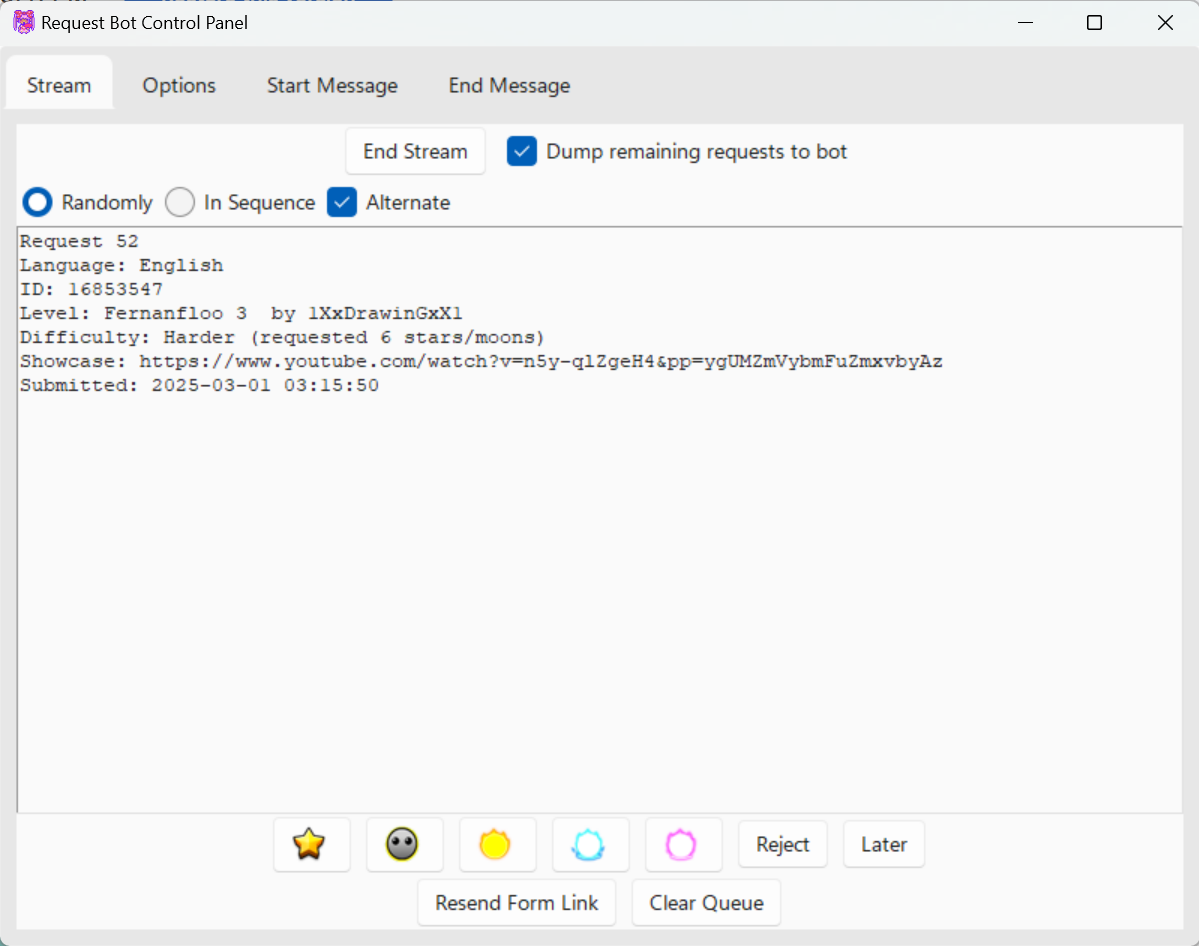 Request Bot Control Panel
Stream Options Start Message End Message
End Stream Dump remaining requests to bot
Randomly In Sequence Alternate
Request 52
Language: English
ID: 16853547
Level: Fernanfloo 3  by lXxDrawinGxXl
Difficulty: Harder (requested 6 stars/moons)
Showcase: https://www.youtube.com/watch?v=n5y-qlZgeH4&pp=ygUMZmVybmFuZmxvbyAz
Submitted: 2025-03-01 03:15:50
Reject Later
Resend Form Link Clear Queue